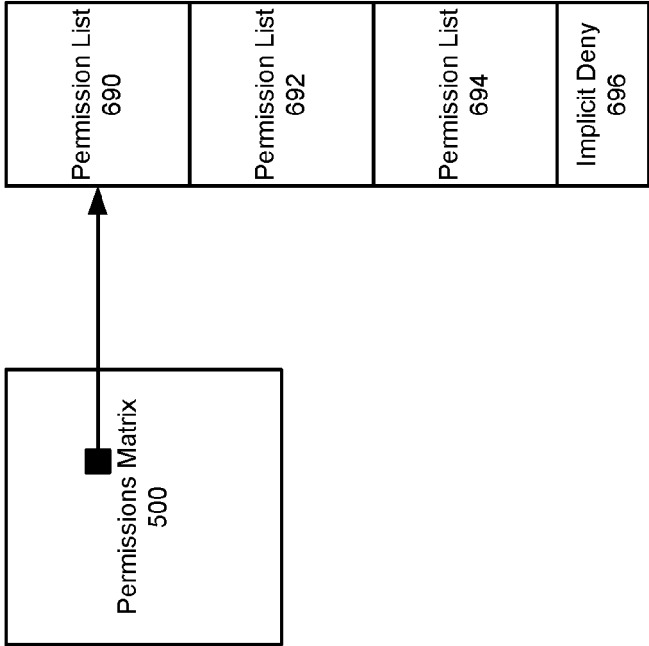 Permissions Matrix
500
Permission List
690
Permission List
692
Permission List
694
Implicit Deny
696